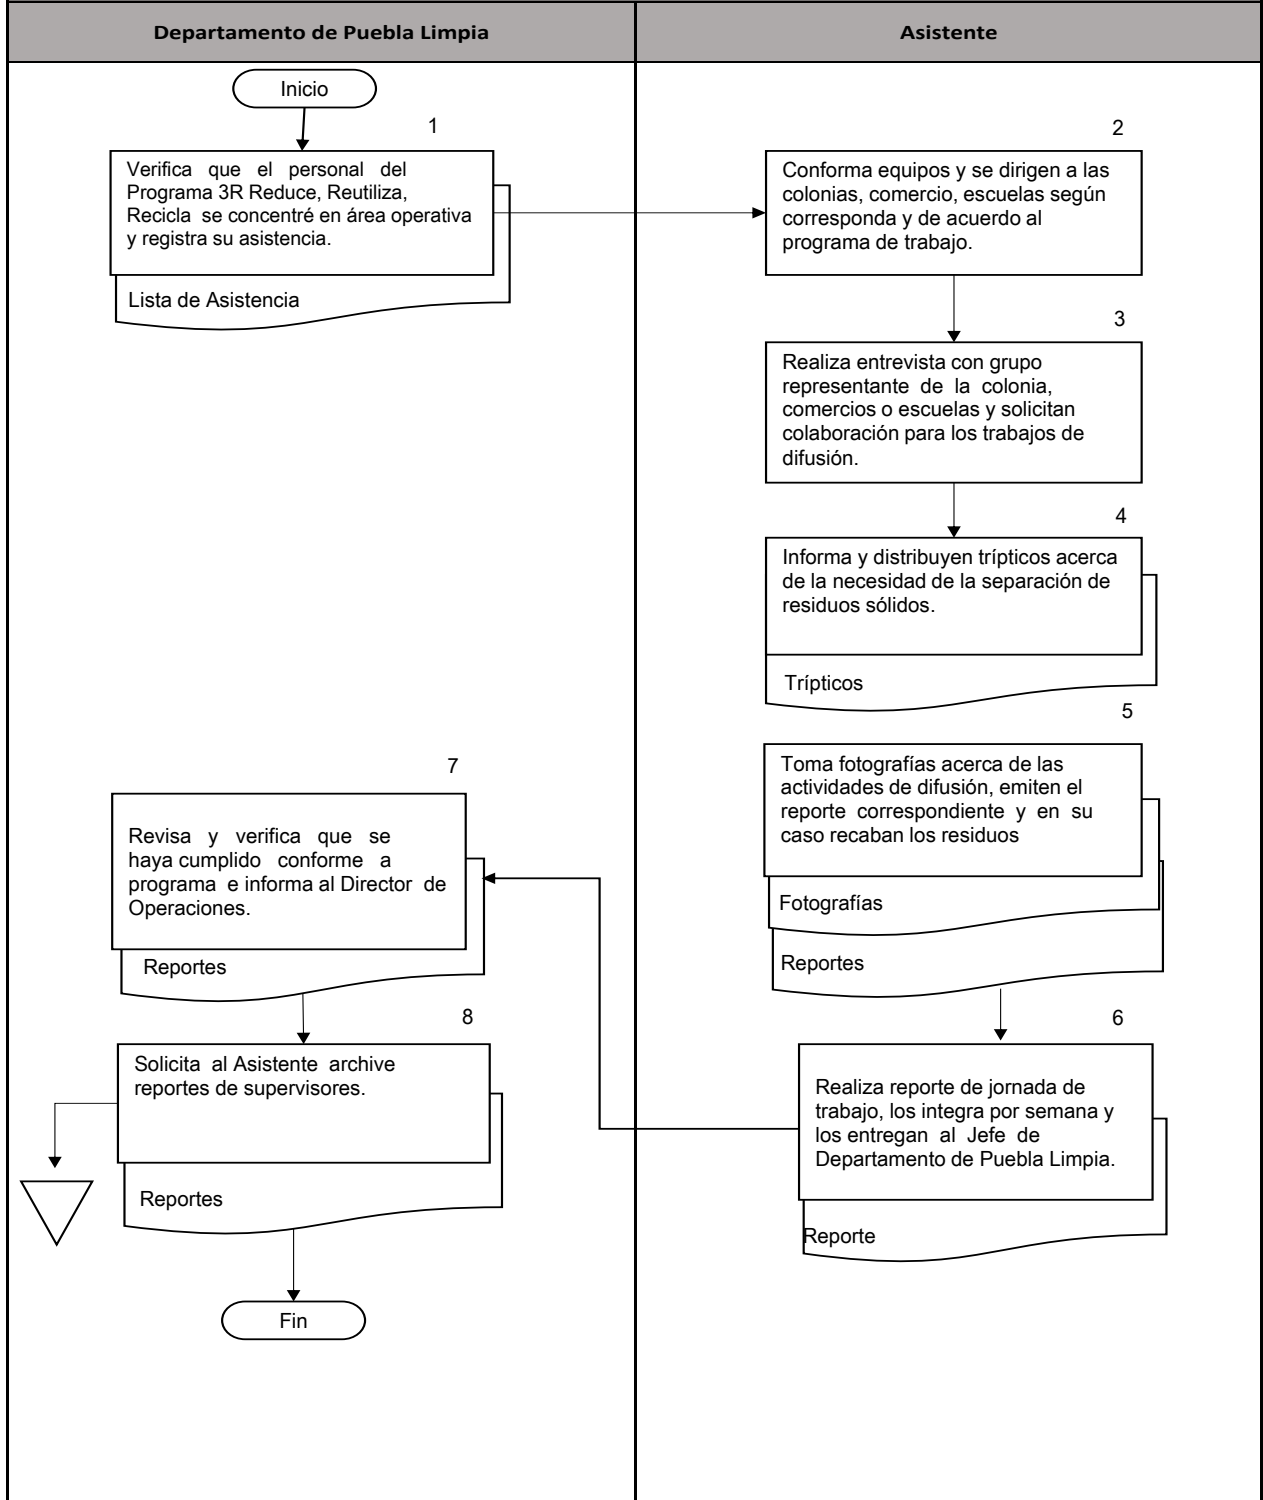 Departamento de Puebla Limpia
Asistente
Inicio
1
Verifica que el personal del
Programa 3R Reduce, Reutiliza,
Recicla se concentré en área operativa
y registra su asistencia.
Lista de Asistencia
2
Conforma equipos y se dirigen a las
colonias, comercio, escuelas según
corresponda y de acuerdo al
programa de trabajo.
3
Realiza entrevista con grupo
representante de la colonia,
comercios o escuelas y solicitan
colaboración para los trabajos de
difusión.
4
Informa y distribuyen trípticos acerca
de la necesidad de la separación de
residuos sólidos.
Trípticos
5
Toma fotografías acerca de las
actividades de difusión, emiten el
reporte correspondiente y en su
caso recaban los residuos
Fotografías
Reportes
6
Realiza reporte de jornada de
trabajo, los integra por semana y
los entregan al Jefe de
Departamento de Puebla Limpia.
Reporte
7
Revisa y verifica que se
haya cumplido conforme a
programa e informa al Director de
Operaciones.
Reportes
8
Solicita al Asistente archive
reportes de supervisores.
Reportes
Fin